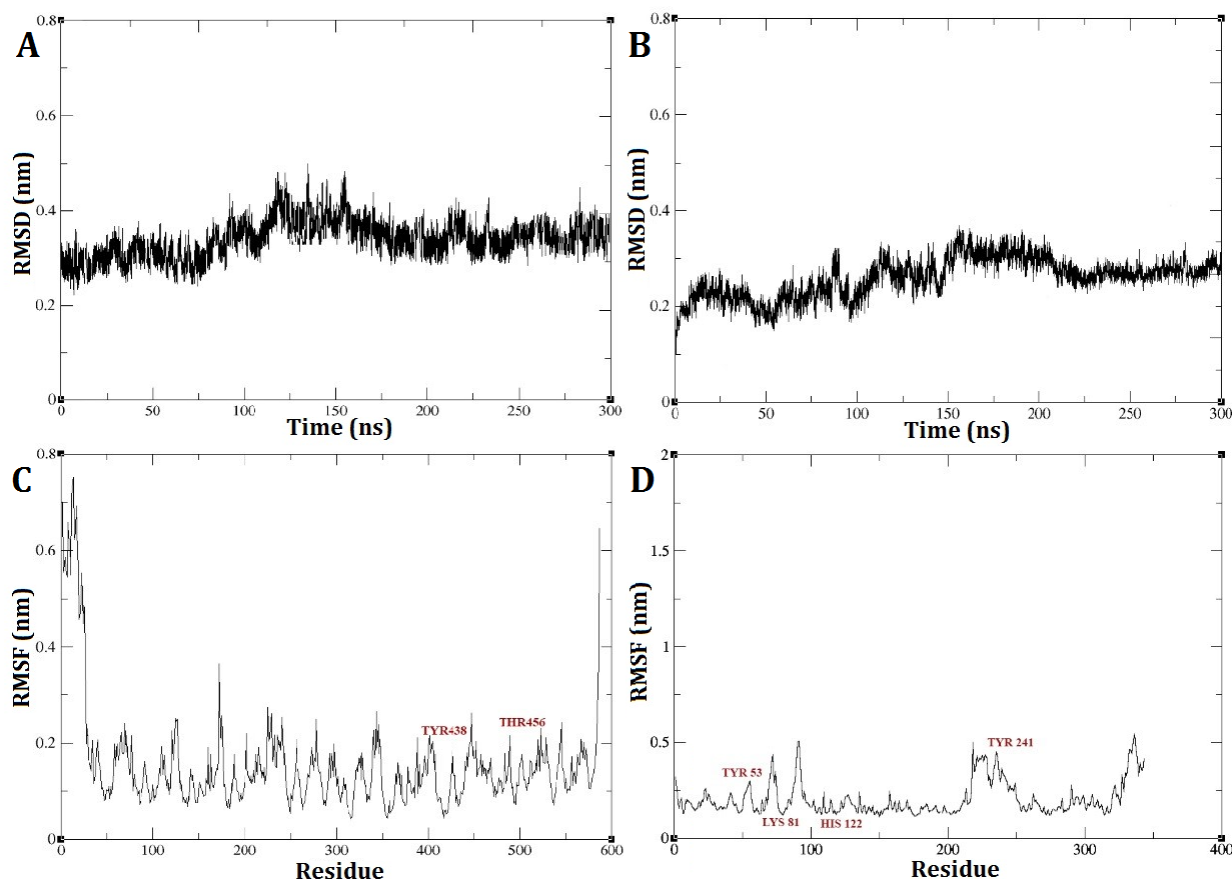 A
0.8
0.6
0.4
0.2
0
RMSD (nm)
0 50 100 150 200 250 300
Time (ns)
B
0.8
0.6
0.4
0.2
0
RMSD (nm)
0 50 100 150 200 250 300
Time (ns)
C
0.8
0.6
0.4
0.2
0
RMSF (nm)
TYR438
THR456
0 100 200 300 400 500 600
Residue
D
2
1.5
1
0.5
0
RMSF (nm)
TYR 53
LYS 81
HIS 122
TYR 241
0 100 200 300 400
Residue